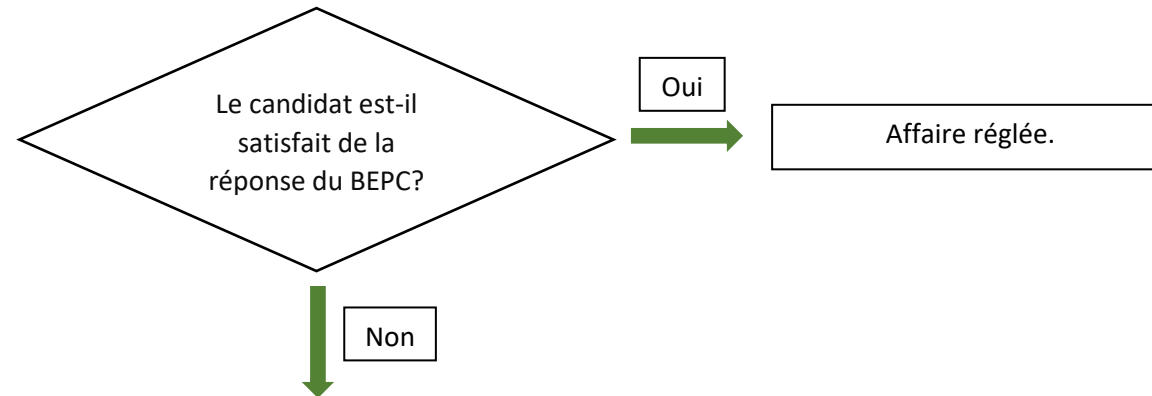 Le candidat est-il
satisfait de la
réponse du BEPC?
Oui
Affaire réglée.
Non